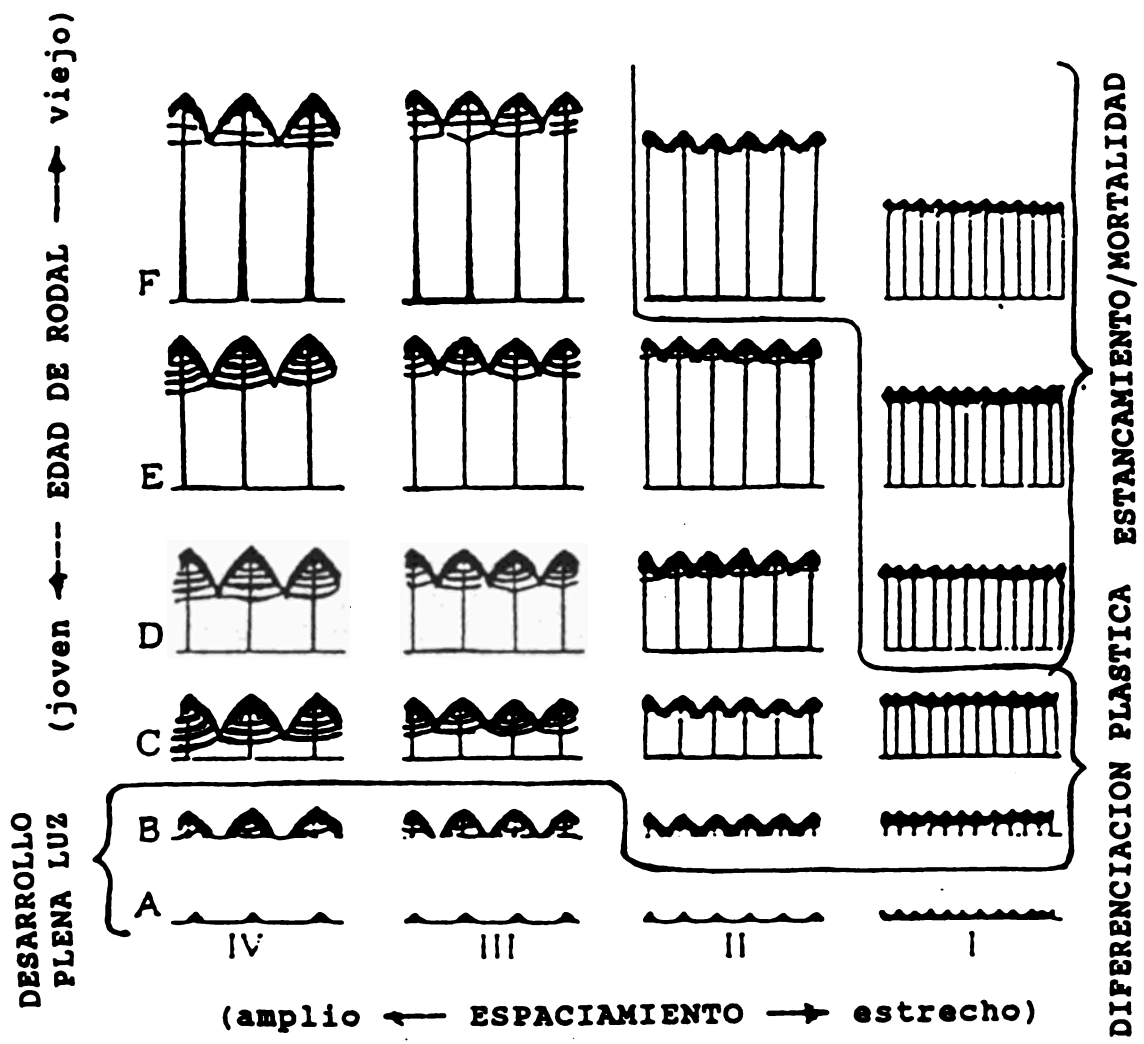 (joven ◄--- EDAD DE RODAL ──► viejo)
F
E
D
C
B
A
DESARROLLO
PLENA LUZ
IV
III
II
I
(amplio ◄── ESPACIAMIENTO ──► estrecho)
DIFERENCIACION PLASTICA ESTANCAMIENTO/MORTALIDAD